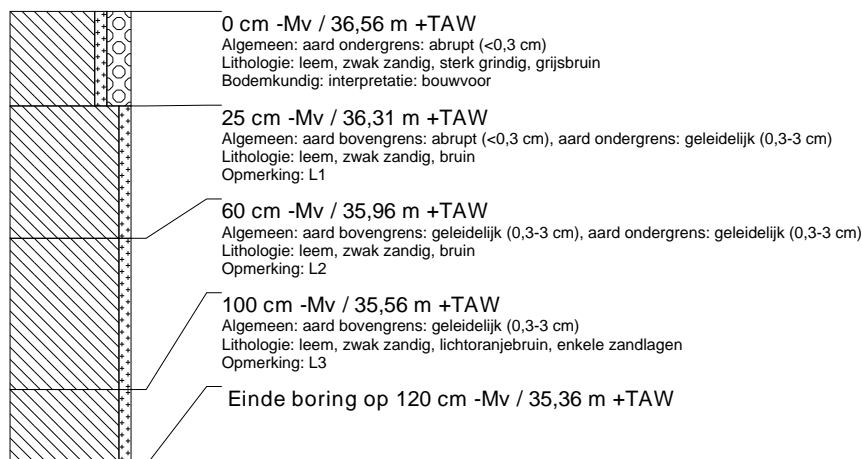 0 cm -Mv / 36,56 m +TAW
Algemeen: aard ondergrens: abrupt (<0,3 cm)
Lithologie: leem, zwak zandig, sterk grindig, grijsbruin
Bodemkundig: interpretatie: bouwvoor
25 cm -Mv / 36,31 m +TAW
Algemeen: aard bovengrens: abrupt (<0,3 cm), aard ondergrens: geleidelijk (0,3-3 cm)
Lithologie: leem, zwak zandig, bruin
Opmerking: L1
60 cm -Mv / 35,96 m +TAW
Algemeen: aard bovengrens: geleidelijk (0,3-3 cm), aard ondergrens: geleidelijk (0,3-3 cm)
Lithologie: leem, zwak zandig, bruin
Opmerking: L2
100 cm -Mv / 35,56 m +TAW
Algemeen: aard bovengrens: geleidelijk (0,3-3 cm)
Lithologie: leem, zwak zandig, lichtoranjebruin, enkele zandlagen
Opmerking: L3
Einde boring op 120 cm -Mv / 35,36 m +TAW